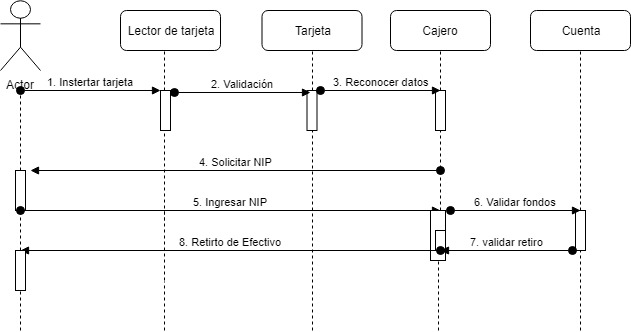 Lector de tarjeta
Tarjeta
Cajero
Cuenta
Actor
1. Instertar tarjeta
2. Validación
3. Reconocer datos
4. Solicitar NIP
5. Ingresar NIP
6. Validar fondos
8. Retirto de Efectivo
7. validar retiro